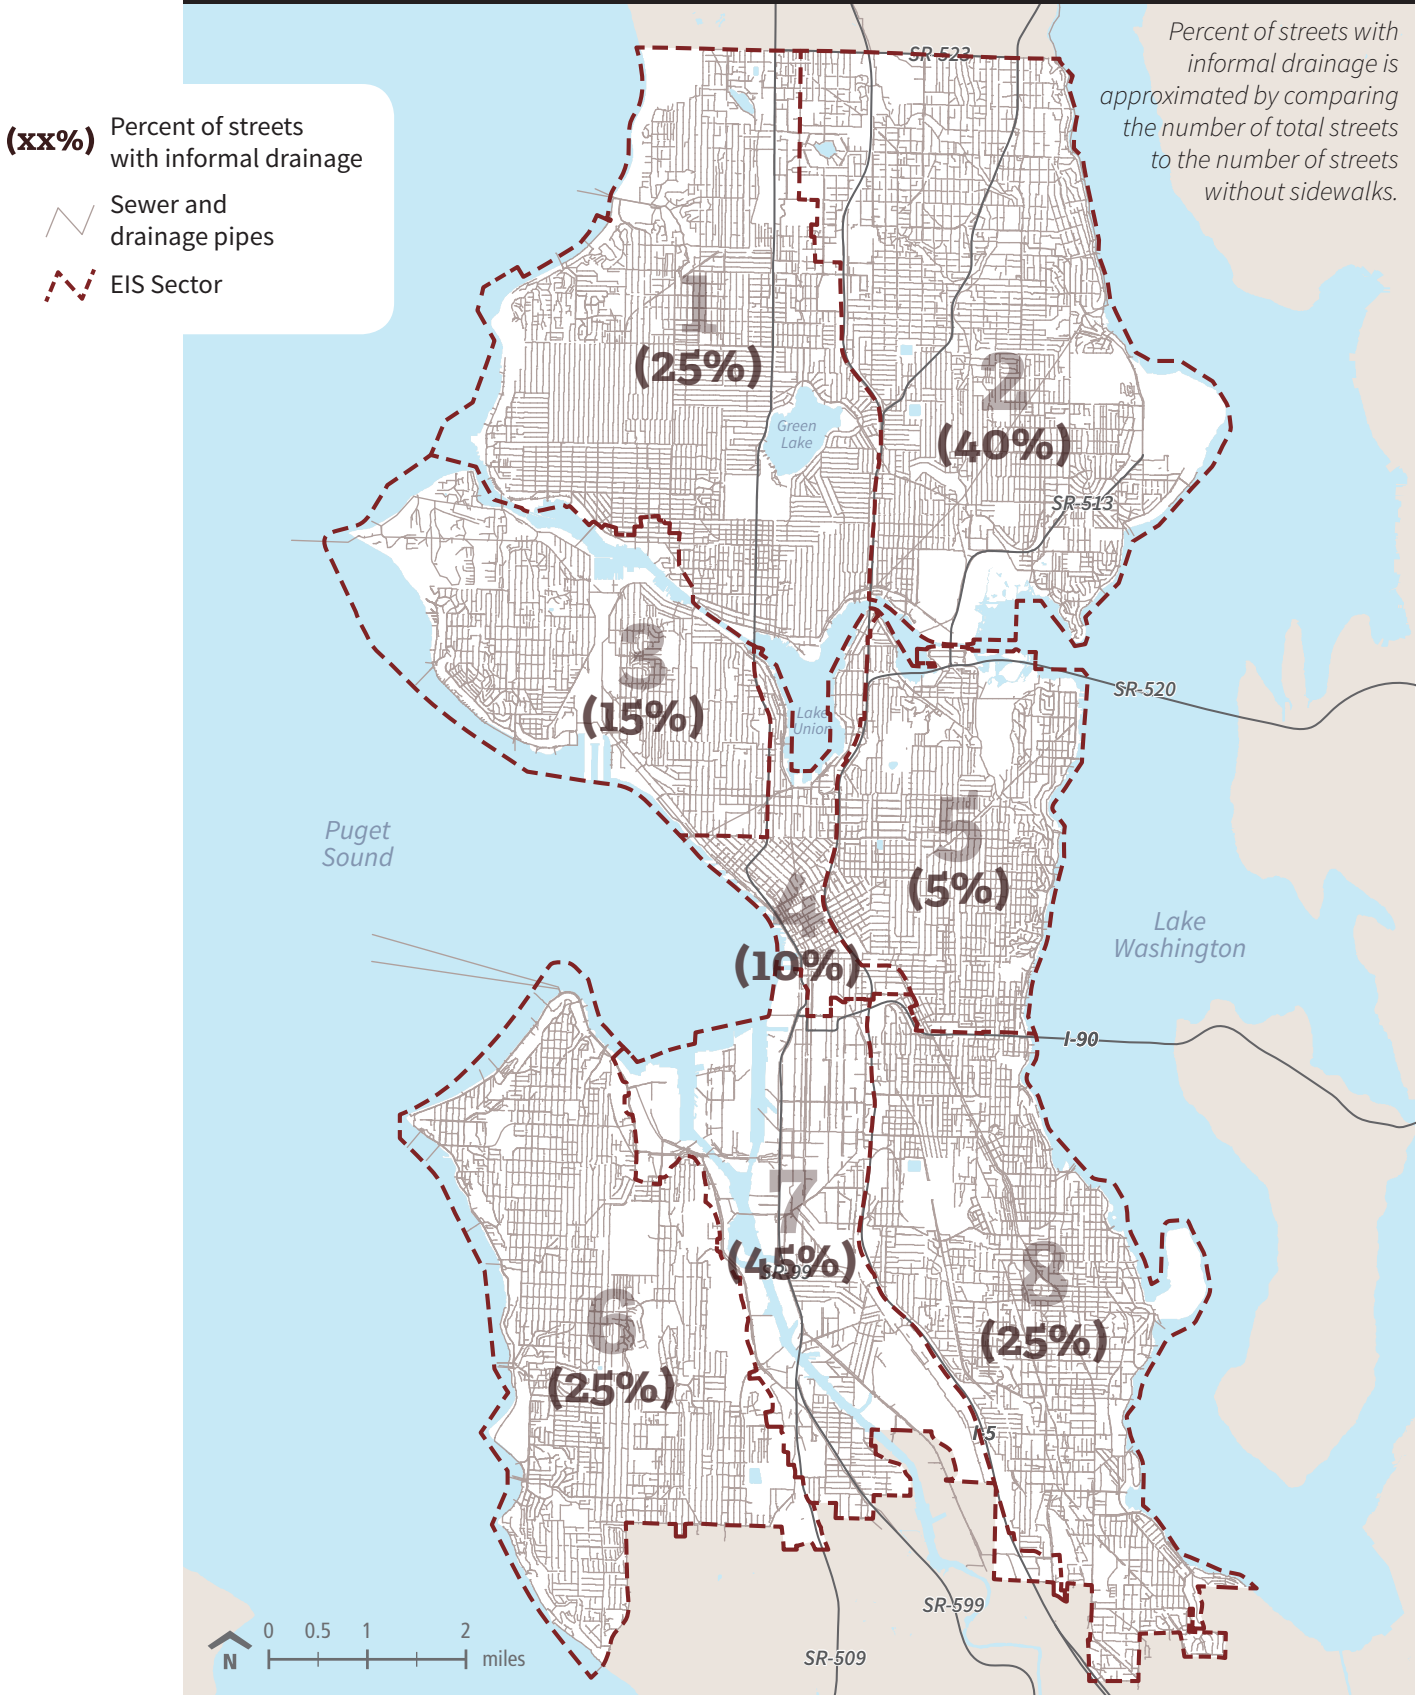 Percent of streets with
informal drainage is
approximated by comparing
the number of total streets
to the number of streets
without sidewalks.
(xx%)
Percent of streets
with informal drainage
Sewer and
drainage pipes
EIS Sector
SR-523
1
(25%)
2
(40%)
Green
Lake
SR-513
3
(15%)
SR-520
Lake
Union
Puget
Sound
5
(5%)
4
(10%)
Lake
Washington
I-90
7
(45%)
SR-99
8
(25%)
6
(25%)
I-5
SR-599
SR-509
N
0 0.5 1 2 miles